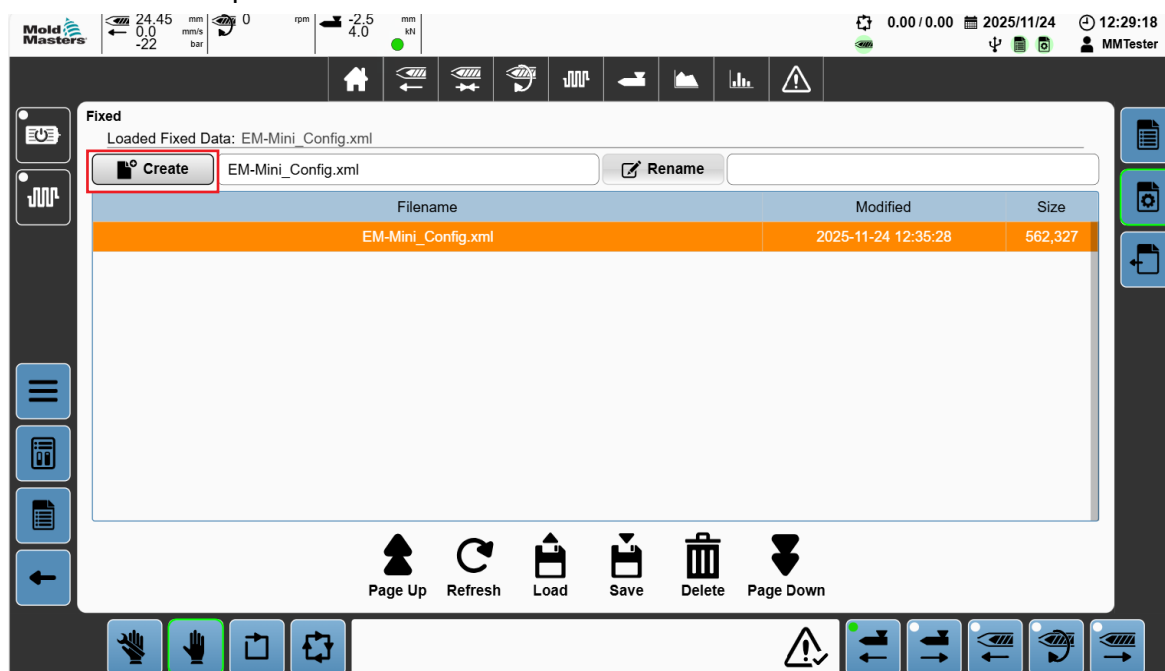 Mold
Masters
24.45 mm
0.0 mm/s
-22 bar
0 rpm
-2.5 mm
4.0 kN
0.00 / 0.00
2025/11/24
12:29:18
MMTester
Fixed
Loaded Fixed Data: EM-Mini_Config.xml
Create
EM-Mini_Config.xml
Rename
Filename Modified Size
EM-Mini_Config.xml 2025-11-24 12:35:28 562,327
Page Up Refresh Load Save Delete Page Down